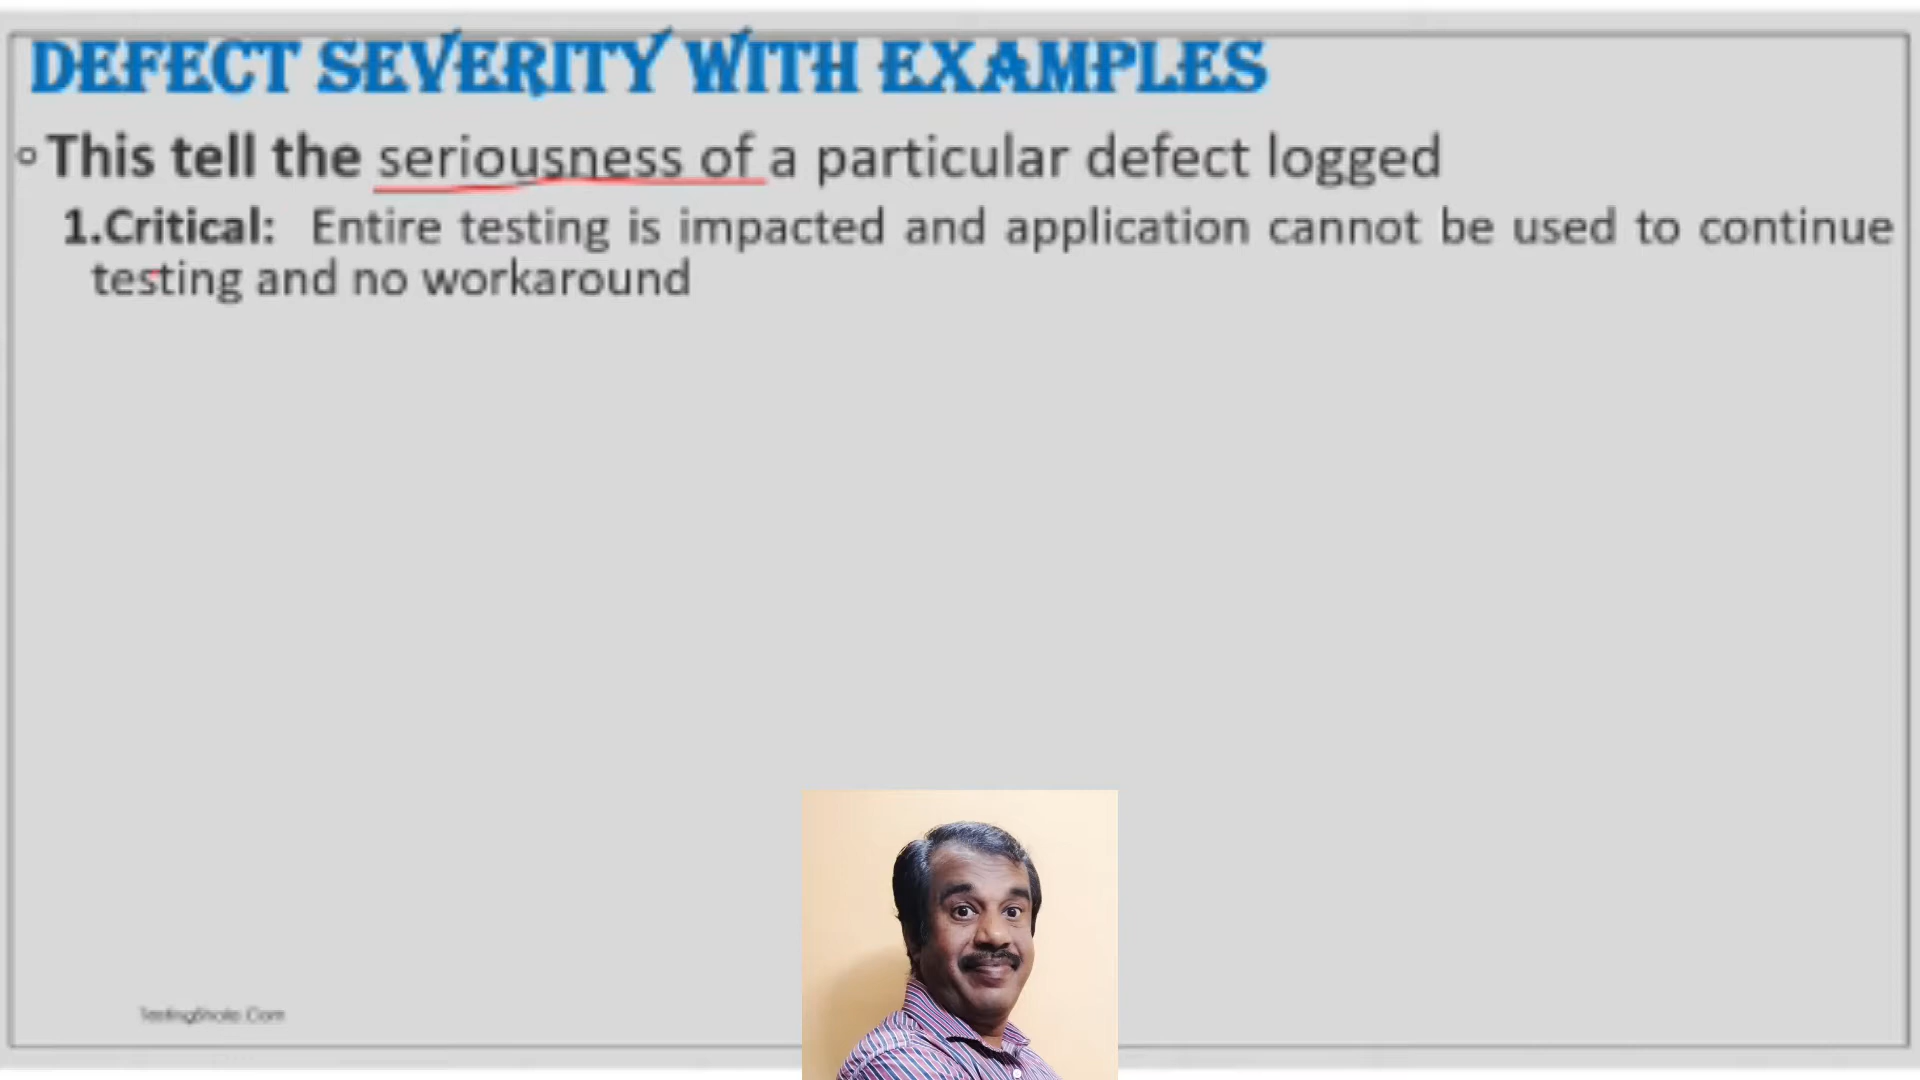 DEFECT SEVERITY WITH EXAMPLES
This tell the seriousness of a particular defect logged
1.Critical: Entire testing is impacted and application cannot be used to continue
testing and no workaround